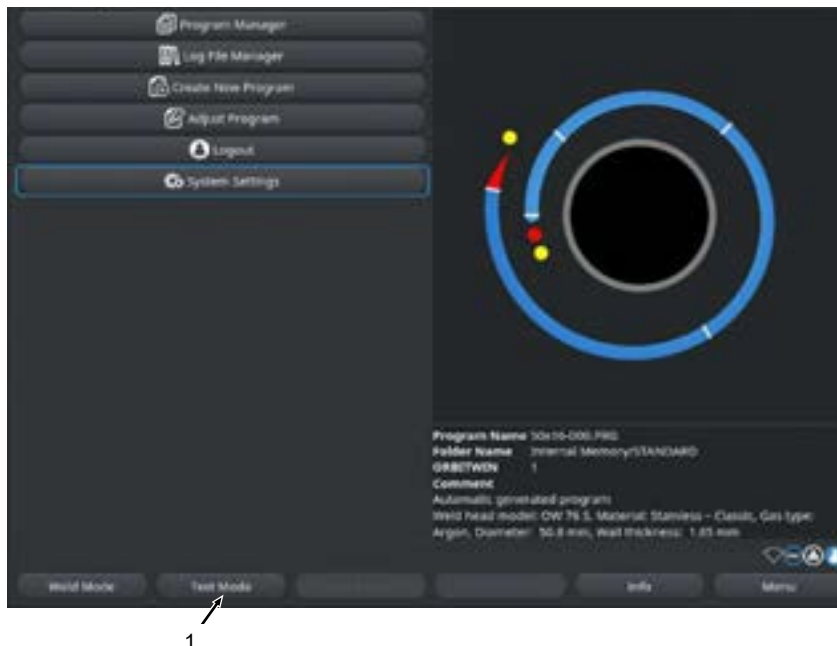 Program Manager
Log File Manager
Create New Program
Adjust Program
Logout
System Settings
Program Name 50x16-000.PRG
Folder Name Internal Memory/STANDARD
ORBITWIN 1
Comment
Automatic generated program
Weld head model: OW 76 S, Material: Stainless – Classic, Gas type:
Argon, Diameter: 50.8 mm, Wall thickness: 1.65 mm
Weld Mode Test Mode Info Menu
1